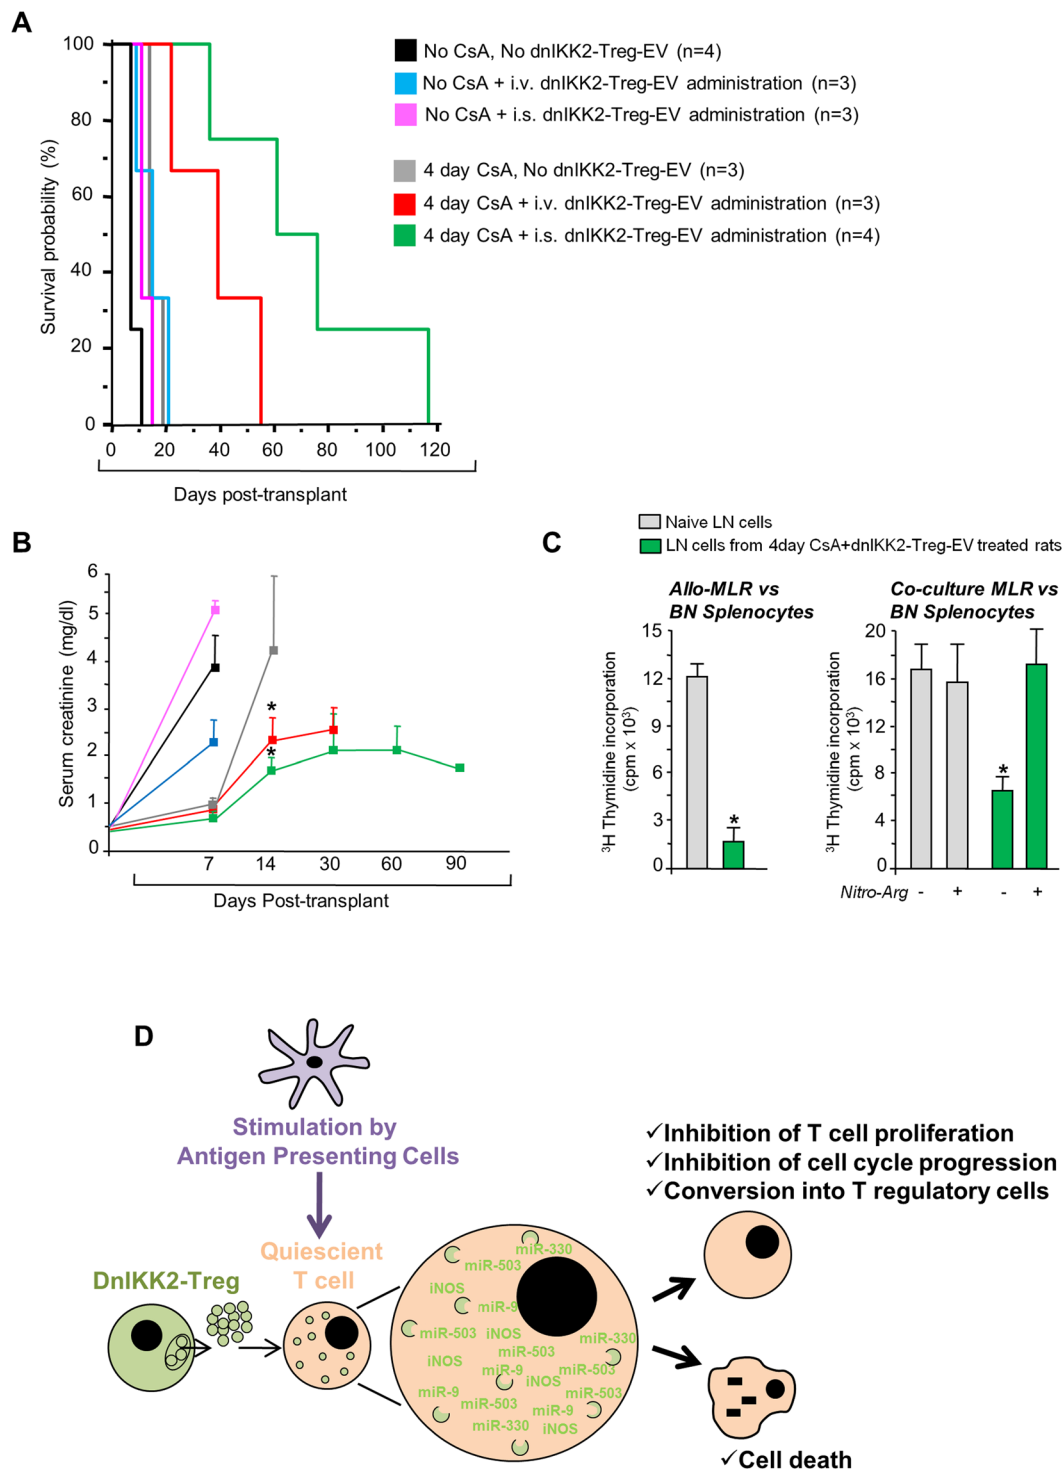 A
100
80
60
40
20
0
Survival probability (%)
0 20 40 60 80 100 120
Days post-transplant
No CsA, No dnIKK2-Treg-EV (n=4)
No CsA + i.v. dnIKK2-Treg-EV administration (n=3)
No CsA + i.s. dnIKK2-Treg-EV administration (n=3)
4 day CsA, No dnIKK2-Treg-EV (n=3)
4 day CsA + i.v. dnIKK2-Treg-EV administration (n=3)
4 day CsA + i.s. dnIKK2-Treg-EV administration (n=4)
B
6
5
4
3
2
1
0
Serum creatinine (mg/dl)
*
*
7 14 30 60 90
Days Post-transplant
C
Naive LN cells
LN cells from 4day CsA+dnIKK2-Treg-EV treated rats
Allo-MLR vs
BN Splenocytes
15
12
9
6
3
0
³H Thymidine incorporation
(cpm x 10³)
*
Co-culture MLR vs
BN Splenocytes
20
16
12
8
4
0
³H Thymidine incorporation
(cpm x 10³)
*
Nitro-Arg - + - +
D
Stimulation by
Antigen Presenting Cells
Quiescient
T cell
DnIKK2-Treg
miR-330
miR-503
iNOS
miR-9
miR-503 iNOS
miR-330
miR-503
iNOS
miR-9
miR-503
iNOS
miR-9
miR-503
miR-503
miR-9
miR-330
iNOS
✓Inhibition of T cell proliferation
✓Inhibition of cell cycle progression
✓Conversion into T regulatory cells
✓Cell death